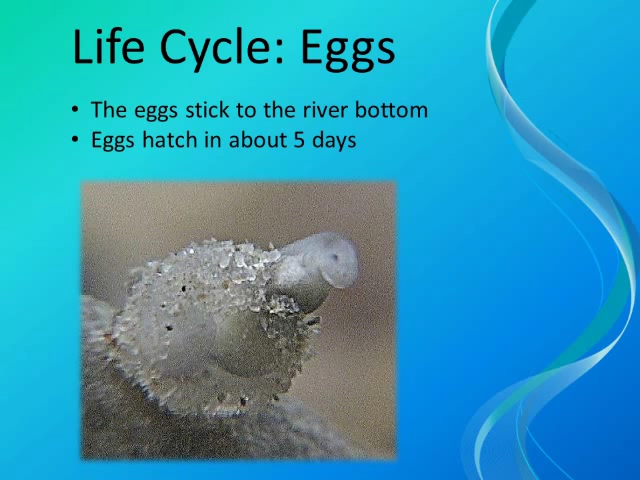 Life Cycle: Eggs
• The eggs stick to the river bottom
• Eggs hatch in about 5 days